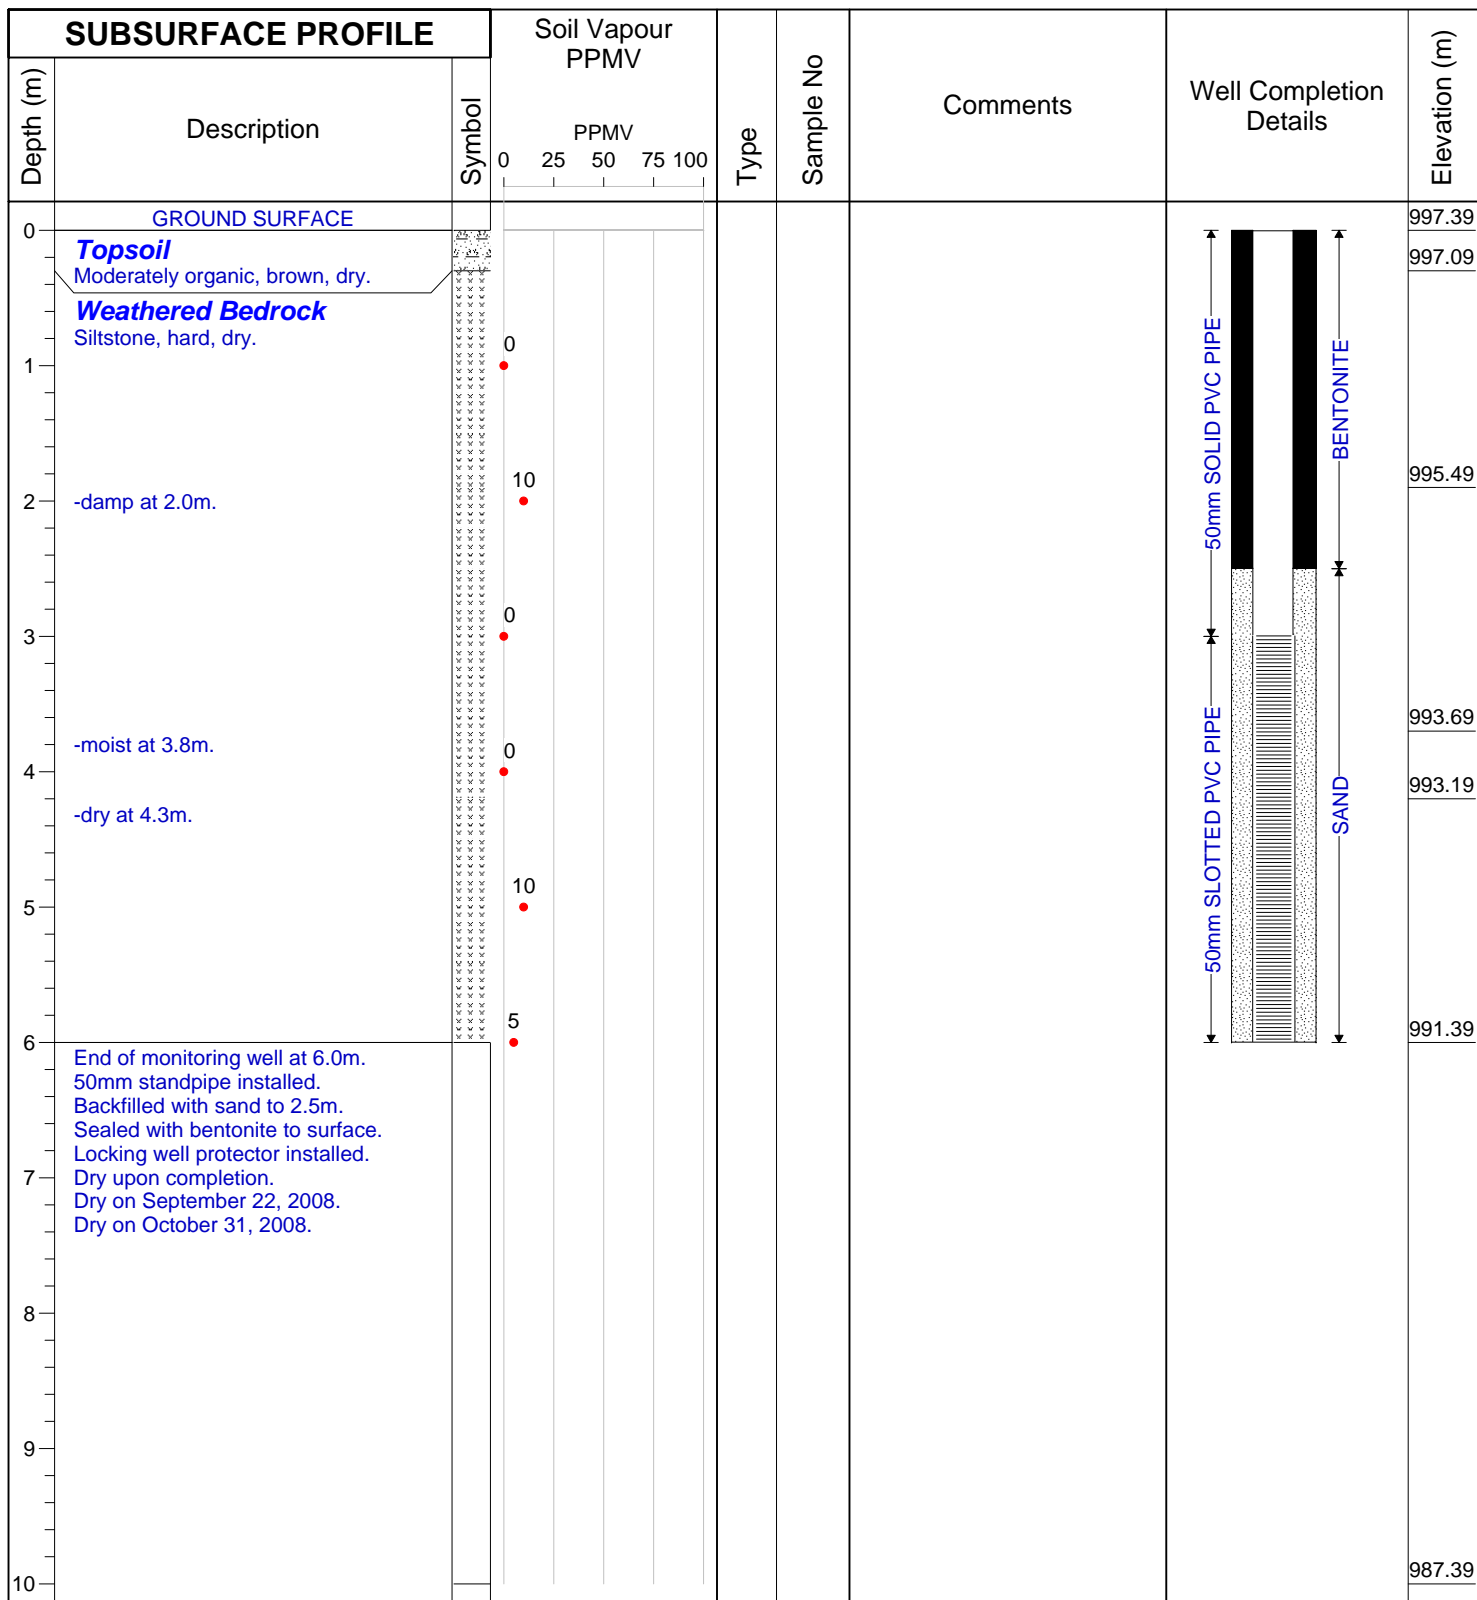 SUBSURFACE PROFILE
Soil Vapour
PPMV
Depth (m)
Description
Symbol
PPMV
0 25 50 75 100
Type
Sample No
Comments
Well Completion
Details
Elevation (m)
GROUND SURFACE
997.39
0
Topsoil
997.09
Moderately organic, brown, dry.
Weathered Bedrock
Siltstone, hard, dry.
0
1
50mm SOLID PVC PIPE
BENTONITE
10
995.49
2
-damp at 2.0m.
0
3
993.69
-moist at 3.8m.
0
4
993.19
-dry at 4.3m.
50mm SLOTTED PVC PIPE
SAND
10
5
5
991.39
6
End of monitoring well at 6.0m.
50mm standpipe installed.
Backfilled with sand to 2.5m.
Sealed with bentonite to surface.
Locking well protector installed.
7
Dry upon completion.
Dry on September 22, 2008.
Dry on October 31, 2008.
8
9
987.39
10